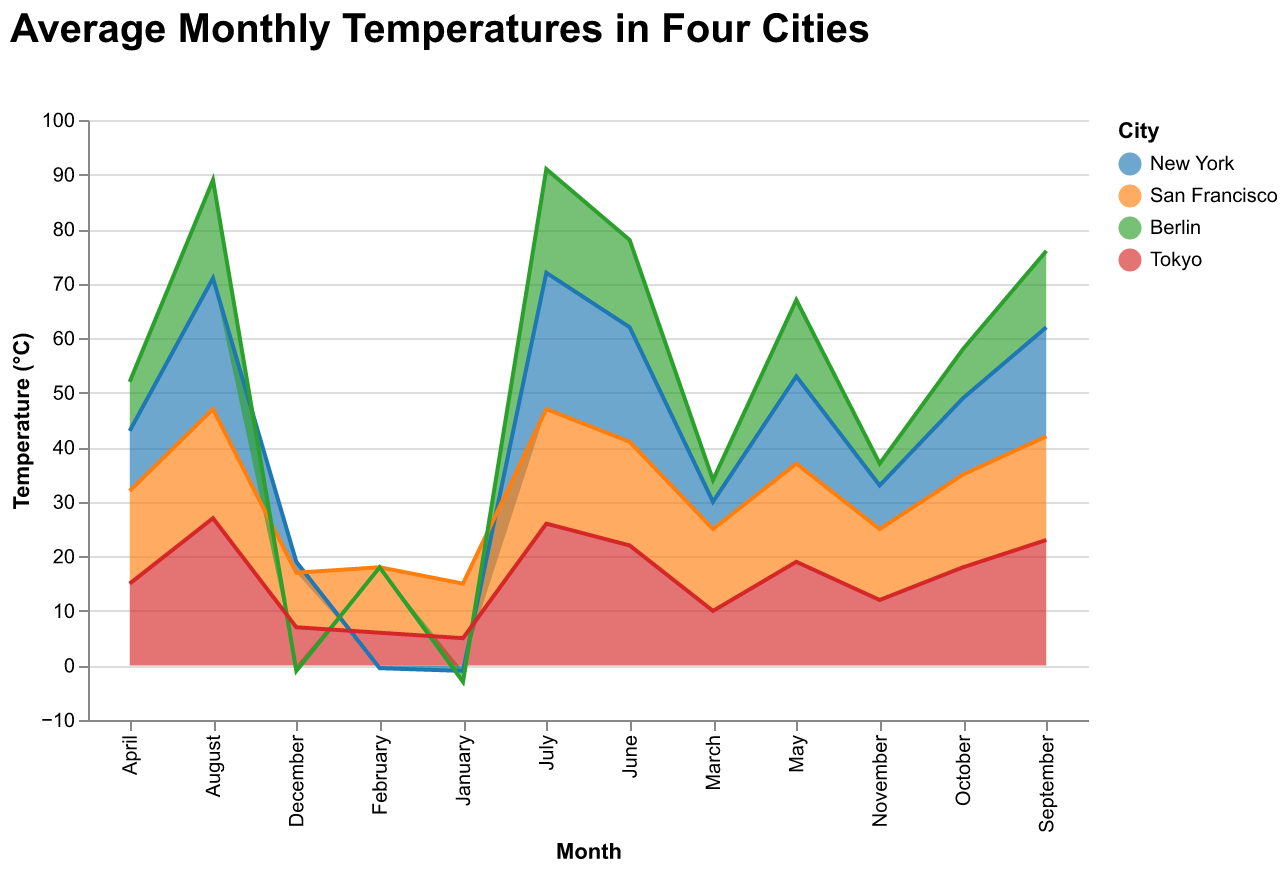 Average Monthly Temperatures in Four Cities
City
New York
San Francisco
Berlin
Tokyo
Temperature (°C)
100
90
80
70
60
50
40
30
20
10
0
−10
April
August
December
February
January
July
June
March
May
November
October
September
Month